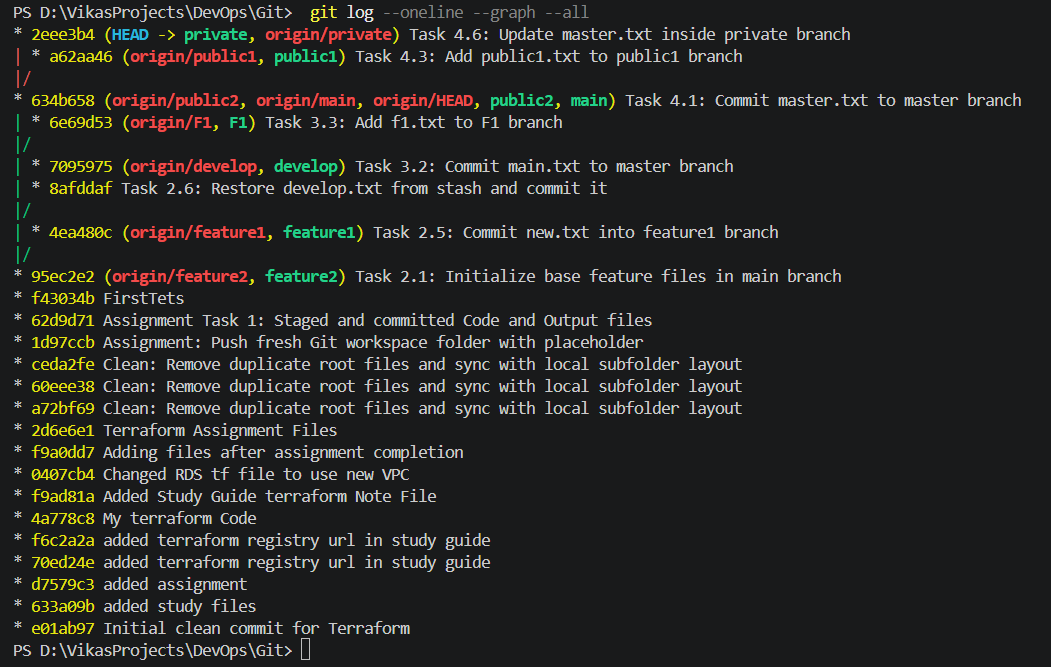 PS D:\VikasProjects\DevOps\Git>  git log --oneline --graph --all
* 2eee3b4 (HEAD -> private, origin/private) Task 4.6: Update master.txt inside private branch
| * a62aa46 (origin/public1, public1) Task 4.3: Add public1.txt to public1 branch
|/
* 634b658 (origin/public2, origin/main, origin/HEAD, public2, main) Task 4.1: Commit master.txt to master branch
| * 6e69d53 (origin/F1, F1) Task 3.3: Add f1.txt to F1 branch
|/
| * 7095975 (origin/develop, develop) Task 3.2: Commit main.txt to master branch
| * 8afddaf Task 2.6: Restore develop.txt from stash and commit it
|/
| * 4ea480c (origin/feature1, feature1) Task 2.5: Commit new.txt into feature1 branch
|/
* 95ec2e2 (origin/feature2, feature2) Task 2.1: Initialize base feature files in main branch
* f43034b FirstTets
* 62d9d71 Assignment Task 1: Staged and committed Code and Output files
* 1d97ccb Assignment: Push fresh Git workspace folder with placeholder
* ceda2fe Clean: Remove duplicate root files and sync with local subfolder layout
* 60eee38 Clean: Remove duplicate root files and sync with local subfolder layout
* a72bf69 Clean: Remove duplicate root files and sync with local subfolder layout
* 2d6e6e1 Terraform Assignment Files
* f9a0dd7 Adding files after assignment completion
* 0407cb4 Changed RDS tf file to use new VPC
* f9ad81a Added Study Guide terraform Note File
* 4a778c8 My terraform Code
* f6c2a2a added terraform registry url in study guide
* 70ed24e added terraform registry url in study guide
* d7579c3 added assignment
* 633a09b added study files
* e01ab97 Initial clean commit for Terraform
PS D:\VikasProjects\DevOps\Git>